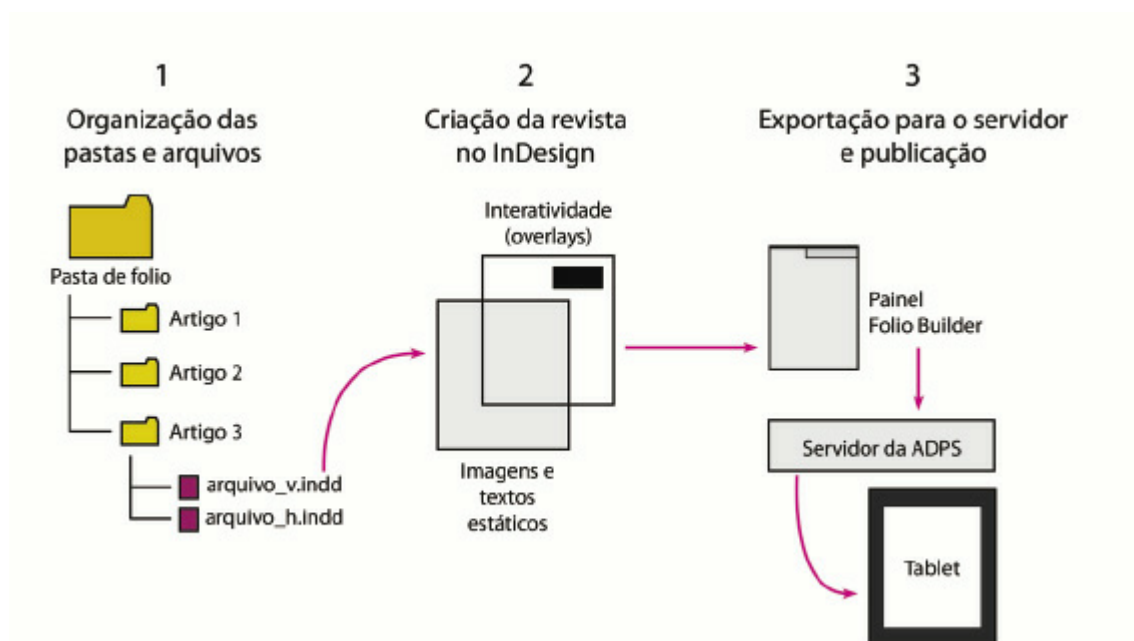 1
Organização das
pastas e arquivos
Pasta de folio
Artigo 1
Artigo 2
Artigo 3
arquivo_v.indd
arquivo_h.indd
2
Criação da revista
no InDesign
Interatividade
(overlays)
Imagens e
textos
estáticos
3
Exportação para o servidor
e publicação
Painel
Folio Builder
Servidor da ADPS
Tablet